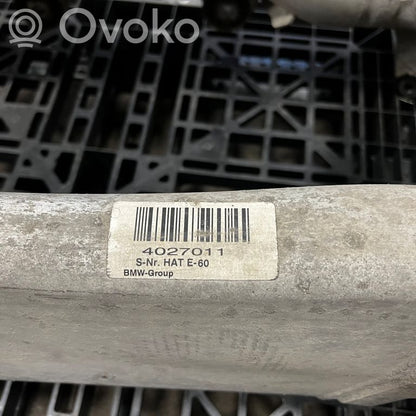 Ovoko
4027011
S-Nr. HAT E-60
BMW-Group